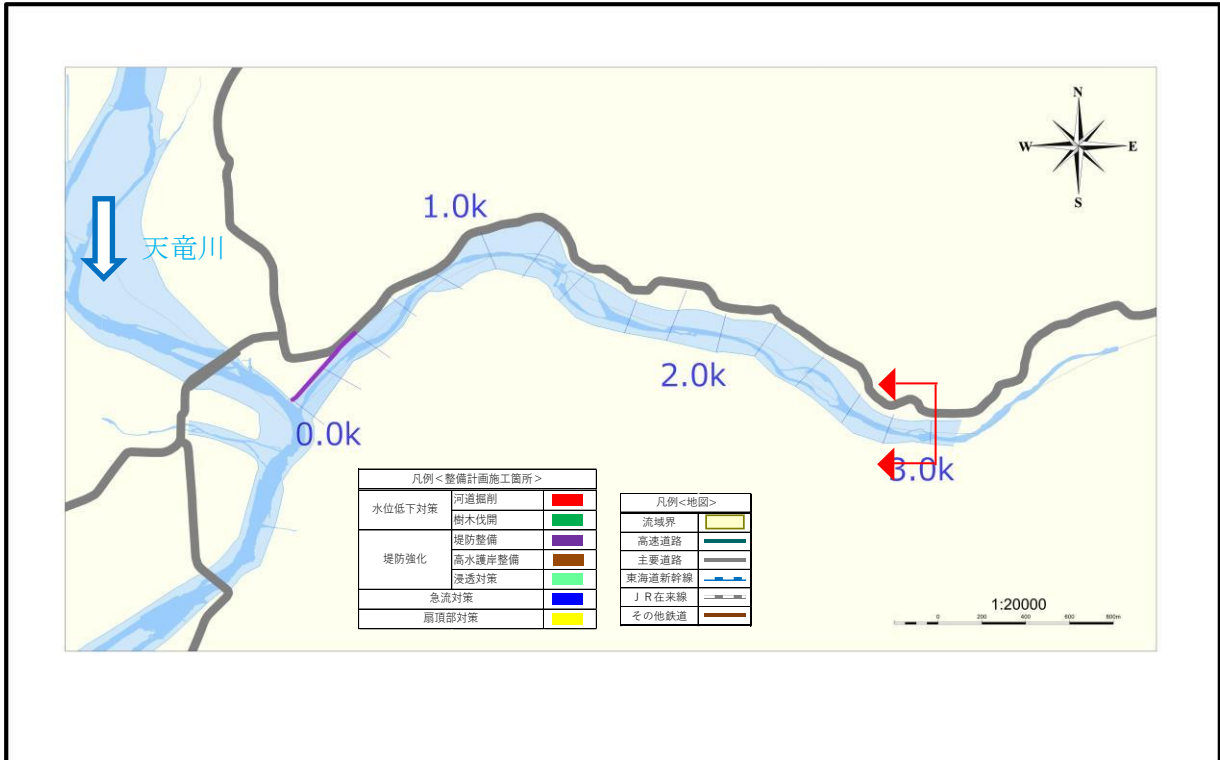 N
W
E
S
1.0k
天竜川
2.0k
0.0k
3.0k
凡例<整備計画施工箇所>
水位低下対策
河道掘削
樹木伐開
堤防強化
堤防整備
高水護岸整備
浸透対策
急流対策
扇頂部対策
凡例<地図>
流域界
高速道路
主要道路
東海道新幹線
ＪＲ在来線
その他鉄道
1:20000
0 200 400 600 800m